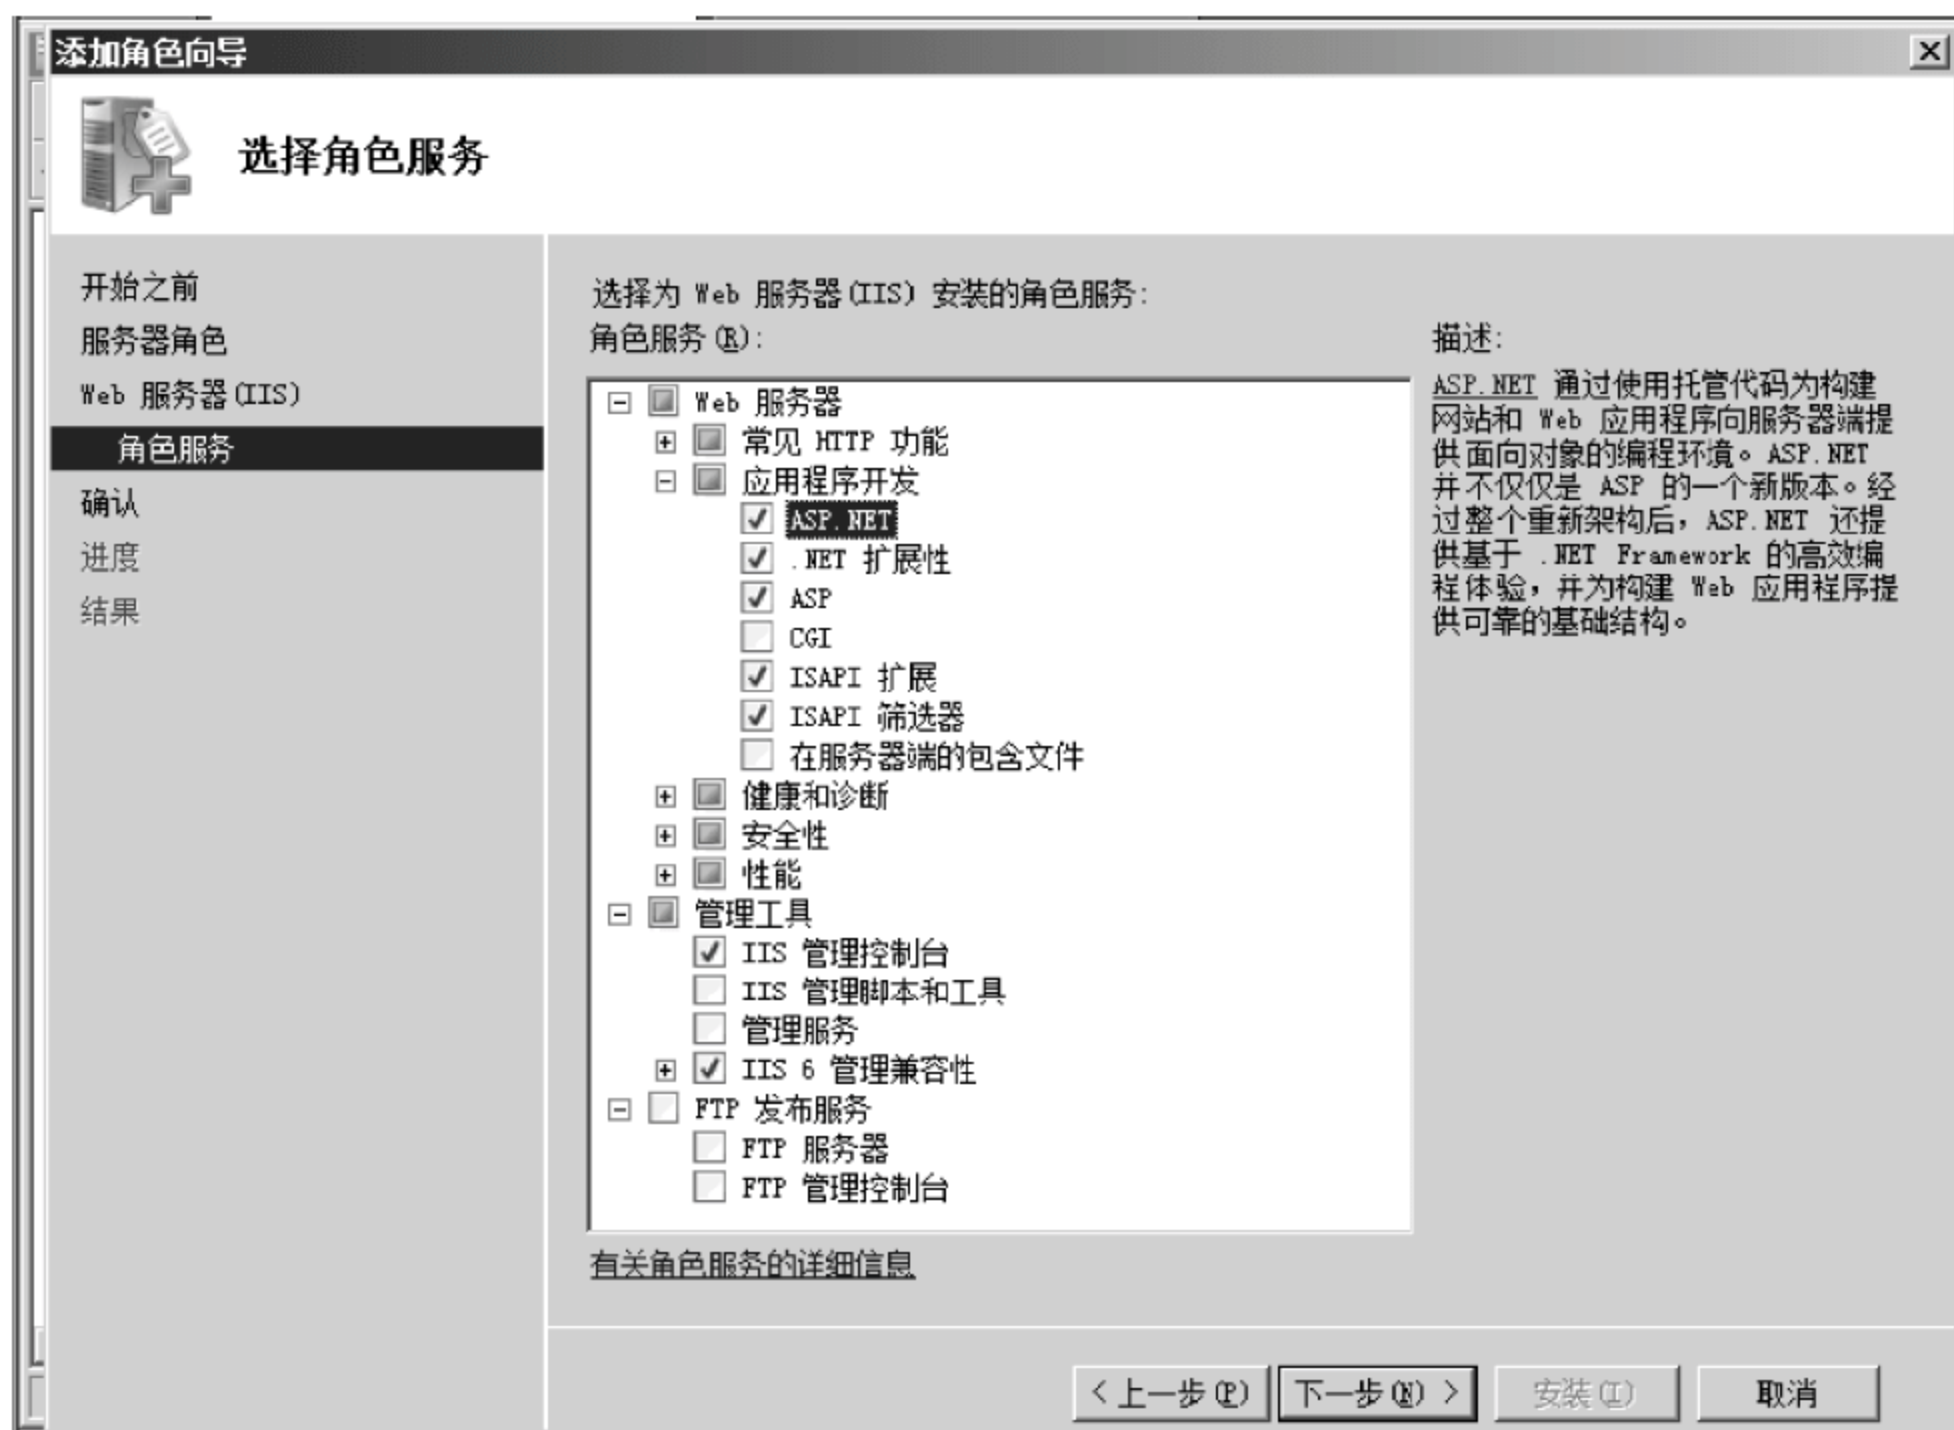 添加角色向导
选择角色服务
开始之前
服务器角色
Web 服务器(IIS)
角色服务
确认
进度
结果
选择为 Web 服务器(IIS) 安装的角色服务:
角色服务(R):
Web 服务器
常见 HTTP 功能
应用程序开发
ASP.NET
.NET 扩展性
ASP
CGI
ISAPI 扩展
ISAPI 筛选器
在服务器端的包含文件
健康和诊断
安全性
性能
管理工具
IIS 管理控制台
IIS 管理脚本和工具
管理服务
IIS 6 管理兼容性
FTP 发布服务
FTP 服务器
FTP 管理控制台
有关角色服务的详细信息
描述:
ASP.NET 通过使用托管代码为构建
网站和 Web 应用程序向服务器端提
供面向对象的编程环境。ASP.NET
并不仅仅是 ASP 的一个新版本。经
过整个重新架构后，ASP.NET 还提
供基于 .NET Framework 的高效编
程体验，并为构建 Web 应用程序提
供可靠的基础结构。
< 上一步(P)
下一步(N) >
安装(I)
取消